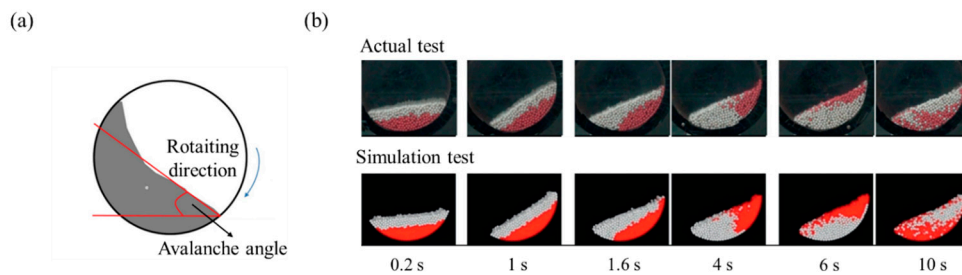 (a)
Rotaiting
direction
Avalanche angle
(b)
Actual test
Simulation test
0.2 s 1 s 1.6 s 4 s 6 s 10 s